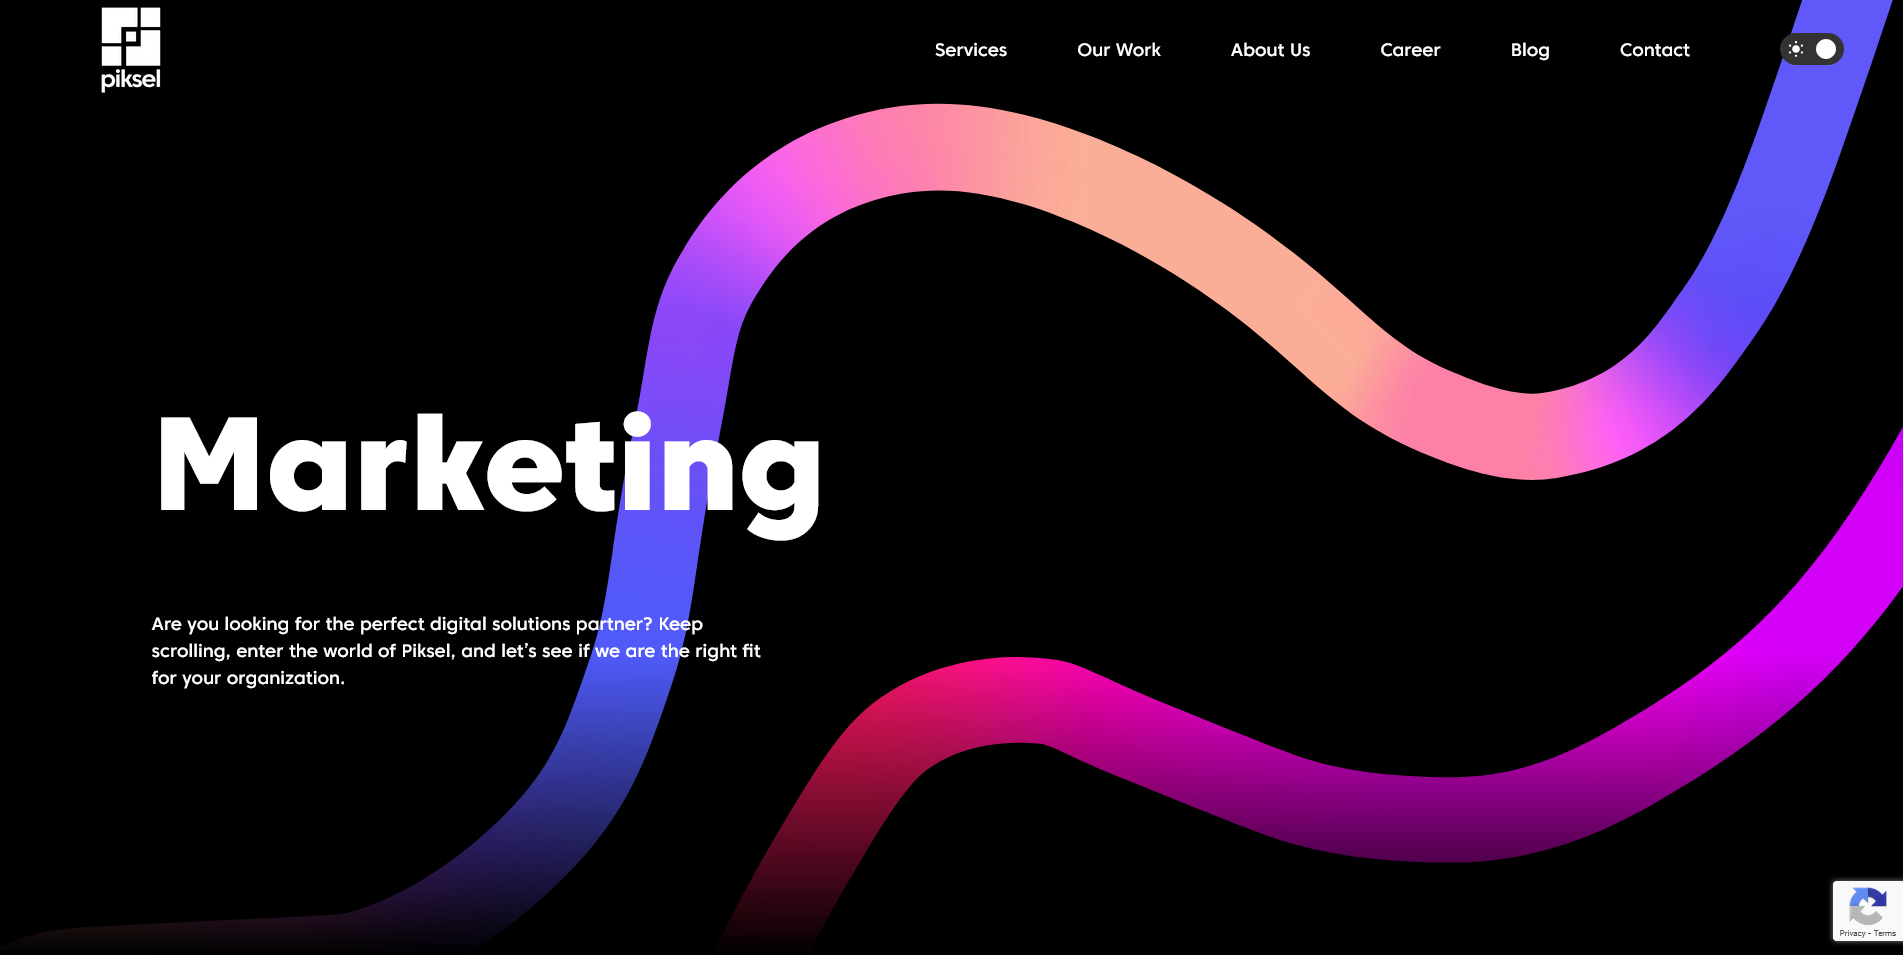 piksel
Services
Our Work
About Us
Career
Blog
Contact
Marketing
Are you looking for the perfect digital solutions partner? Keep
scrolling, enter the world of Piksel, and let’s see if we are the right fit
for your organization.
Privacy - Terms